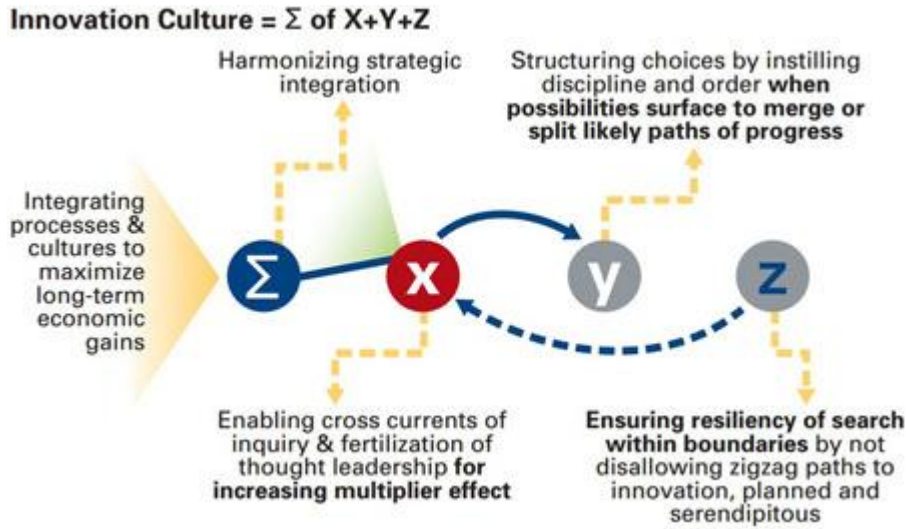 Innovation Culture = Σ of X+Y+Z
Harmonizing strategic
integration
Structuring choices by instilling
discipline and order when
possibilities surface to merge or
split likely paths of progress
Integrating
processes &
cultures to
maximize
long-term
economic
gains
Σ
x
y
z
Enabling cross currents of
inquiry & fertilization of
thought leadership for
increasing multiplier effect
Ensuring resiliency of search
within boundaries by not
disallowing zigzag paths to
innovation, planned and
serendipitous